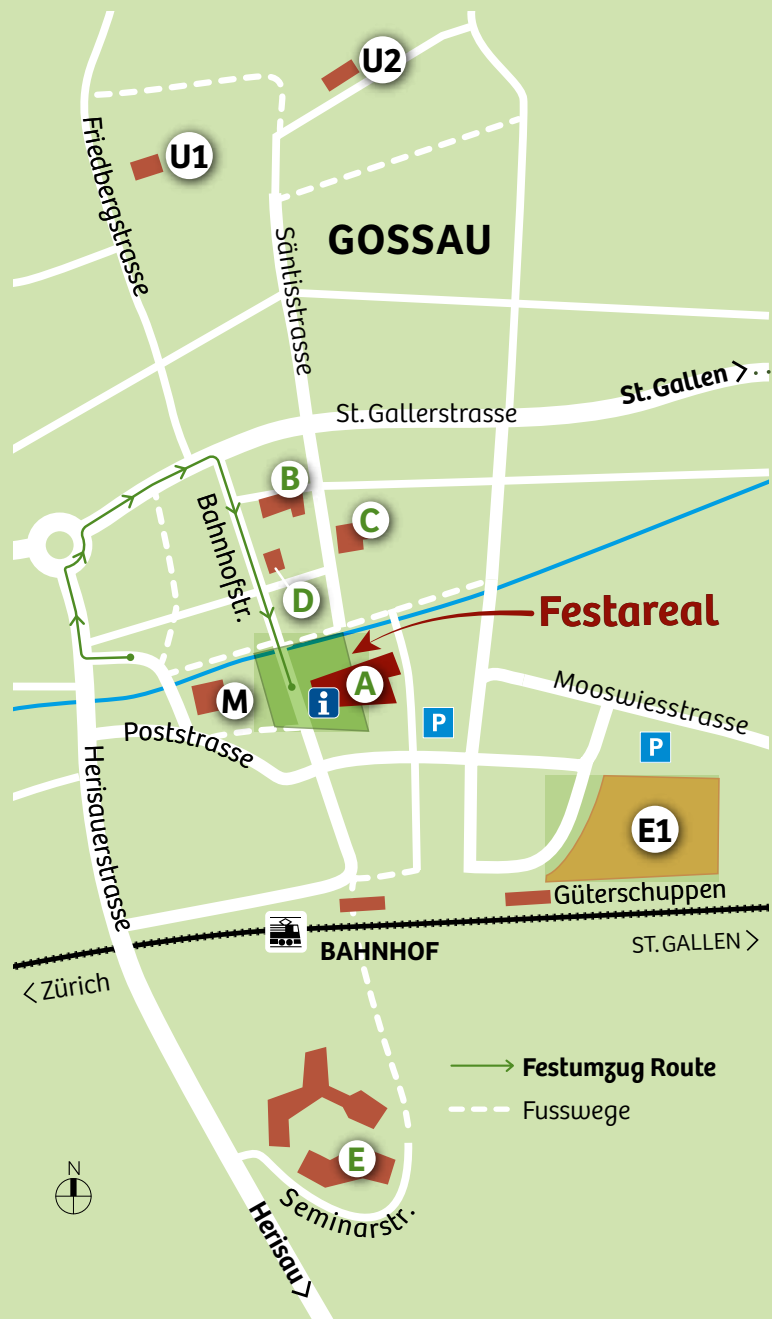 U2
U1
Friedbergstrasse
GOSSAU
Säntisstrasse
St. Gallen >
St. Gallerstrasse
B
Bahnhofstr.
C
D
Festareal
A
i
M
Mooswiesstrasse
P
P
Poststrasse
Herisauerstrasse
E1
Güterschuppen
BAHNHOF
ST. GALLEN >
< Zürich
Festumzug Route
Fusswege
E
N
Seminarstr.
Herisau >